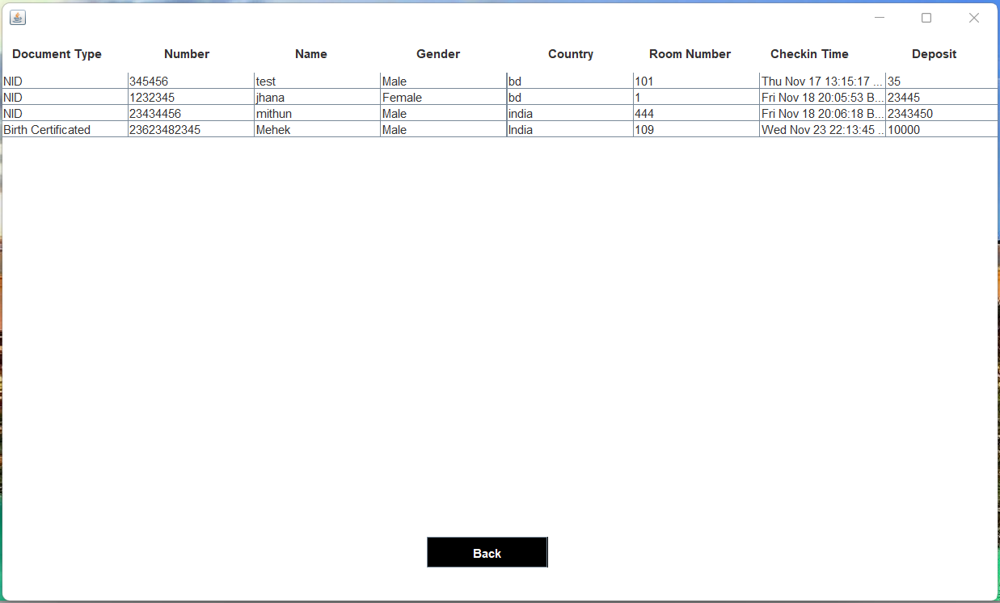 Document Type Number Name Gender Country Room Number Checkin Time Deposit
NID 345456 test Male bd 101 Thu Nov 17 13:15:17 ... 35
NID 1232345 jhana Female bd 1 Fri Nov 18 20:05:53 B... 23445
NID 23434456 mithun Male india 444 Fri Nov 18 20:06:18 B... 2343450
Birth Certificated 23623482345 Mehek Male India 109 Wed Nov 23 22:13:45 ... 10000
Back